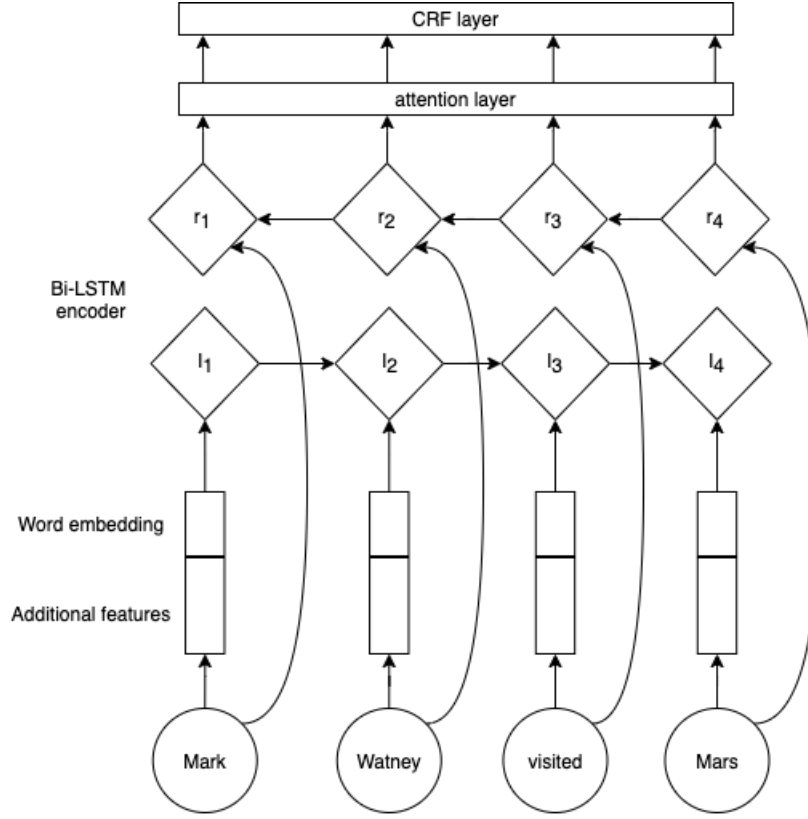 CRF layer
attention layer
r1 r2 r3 r4
Bi-LSTM
encoder
l1 l2 l3 l4
Word embedding
Additional features
Mark Watney visited Mars